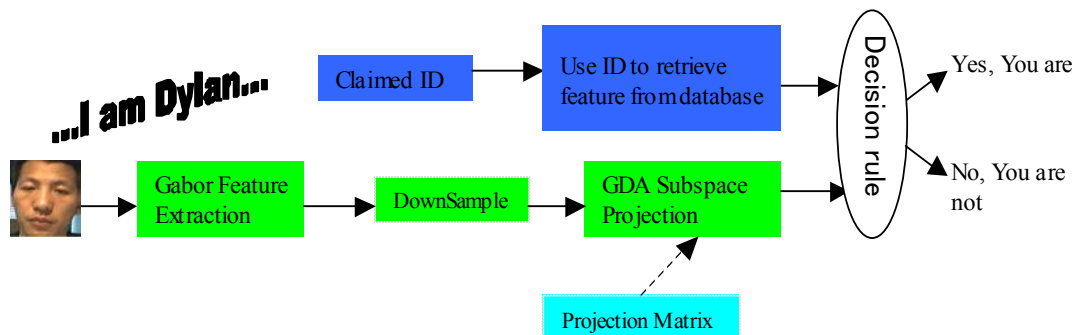 ...I am Dylan...
Claimed ID
Use ID to retrieve
feature from database
Decision rule
Yes, You are
No, You are
not
Gabor Feature
Extraction
DownSample
GDA Subspace
Projection
Projection Matrix